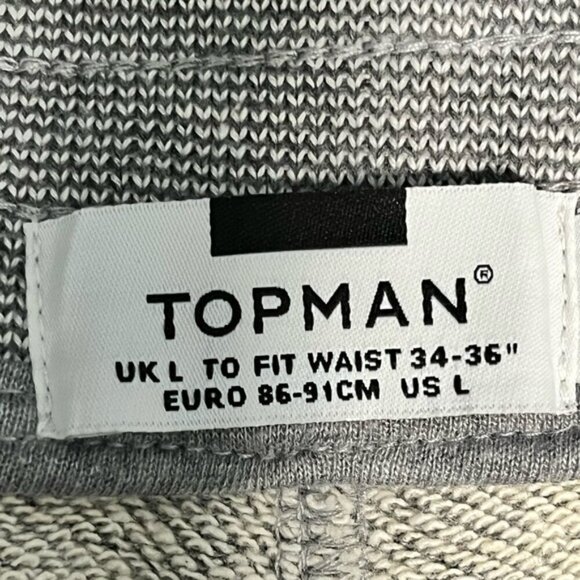 TOPMAN®
UK L TO FIT WAIST 34-36"
EURO 86-91CM US L